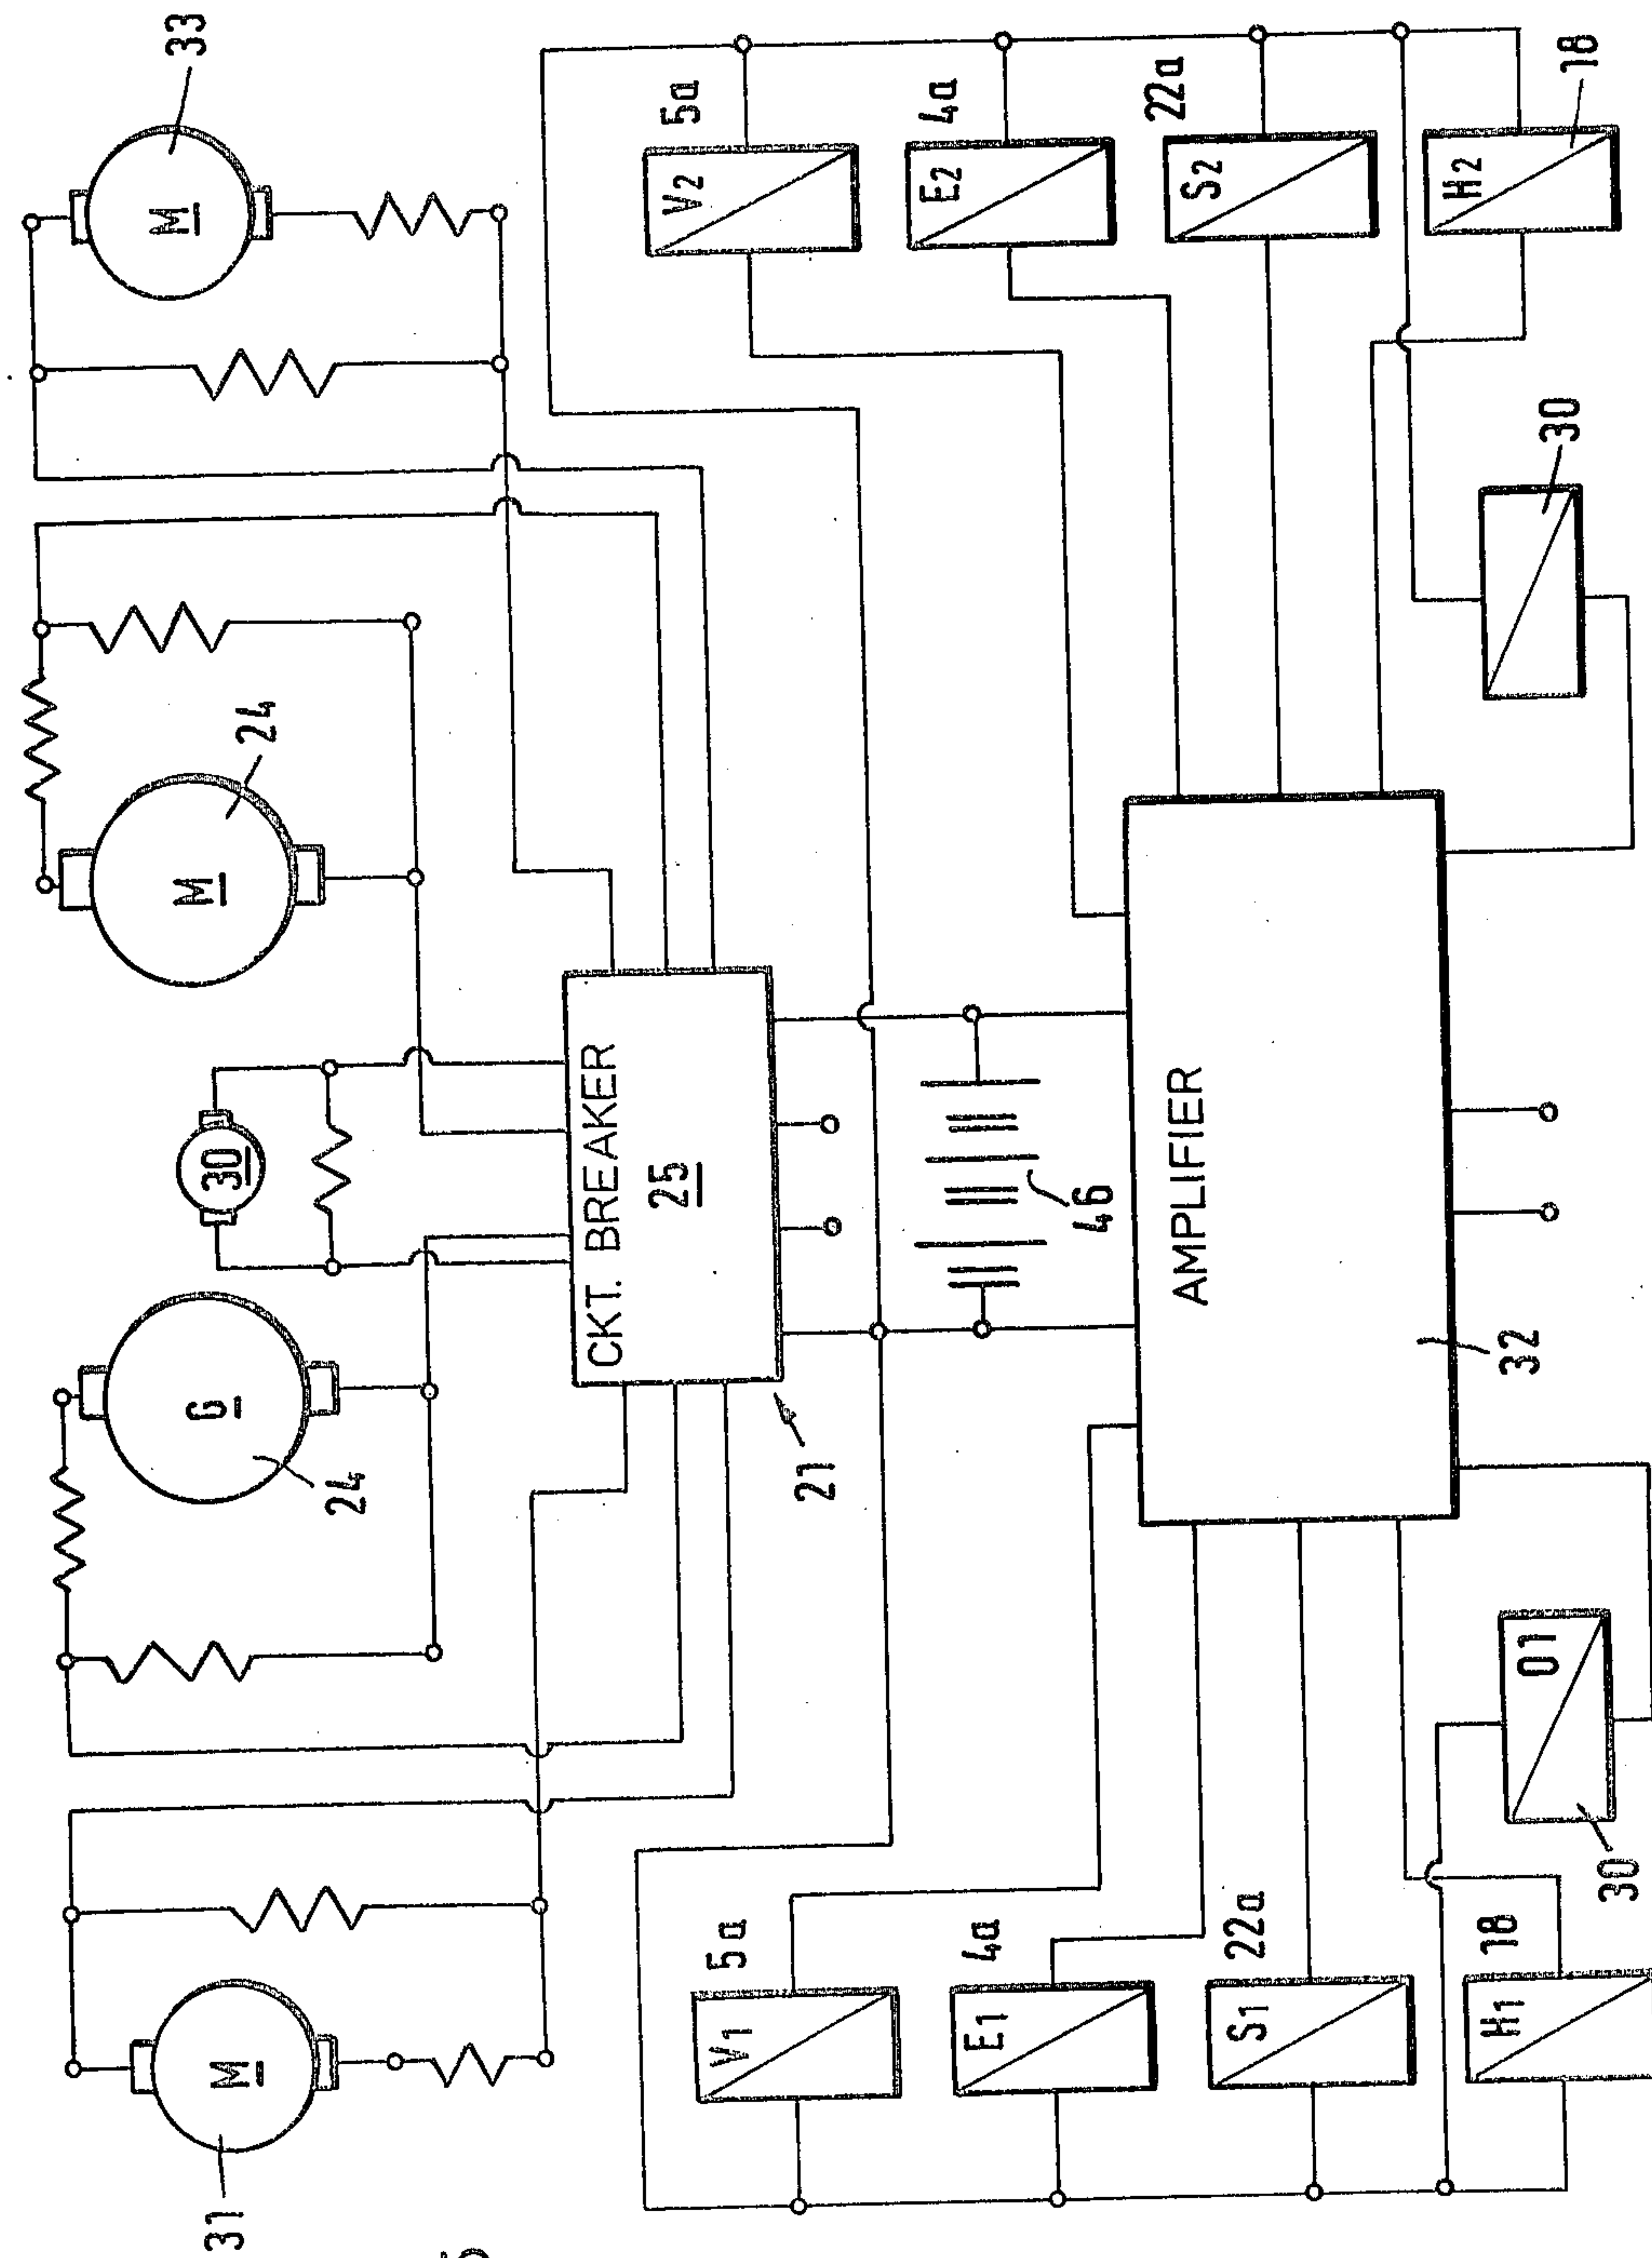 31
M
24
G
30
M
24
M
33
CKT. BREAKER
25
21
46
V1
5a
V2
5a
E1
4a
E2
4a
S1
22a
S2
22a
H1
18
H2
18
AMPLIFIER
32
01
30
30